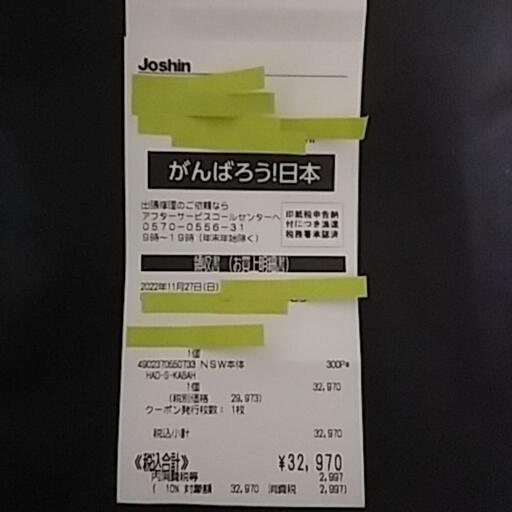 Joshin
がんばろう!日本
出張修理のご依頼なら
アフターサービスコールセンターへ
0570-0556-31
9時~19時(年末年始除く)
印紙税申告納
付につき
税務署承認済
領収書 (お買上明細書)
2022年11月27日(日)
1個
4902370550733 NSW本体 300P*
HAD-S-KABAH
1個 32,970
(税別価格 29,973)
クーポン発行枚数: 1枚
税込小計 32,970
《税込合計》 ¥32,970
内消費税等 2,997
( 10% 対象額 32,970 消費税 2,997)